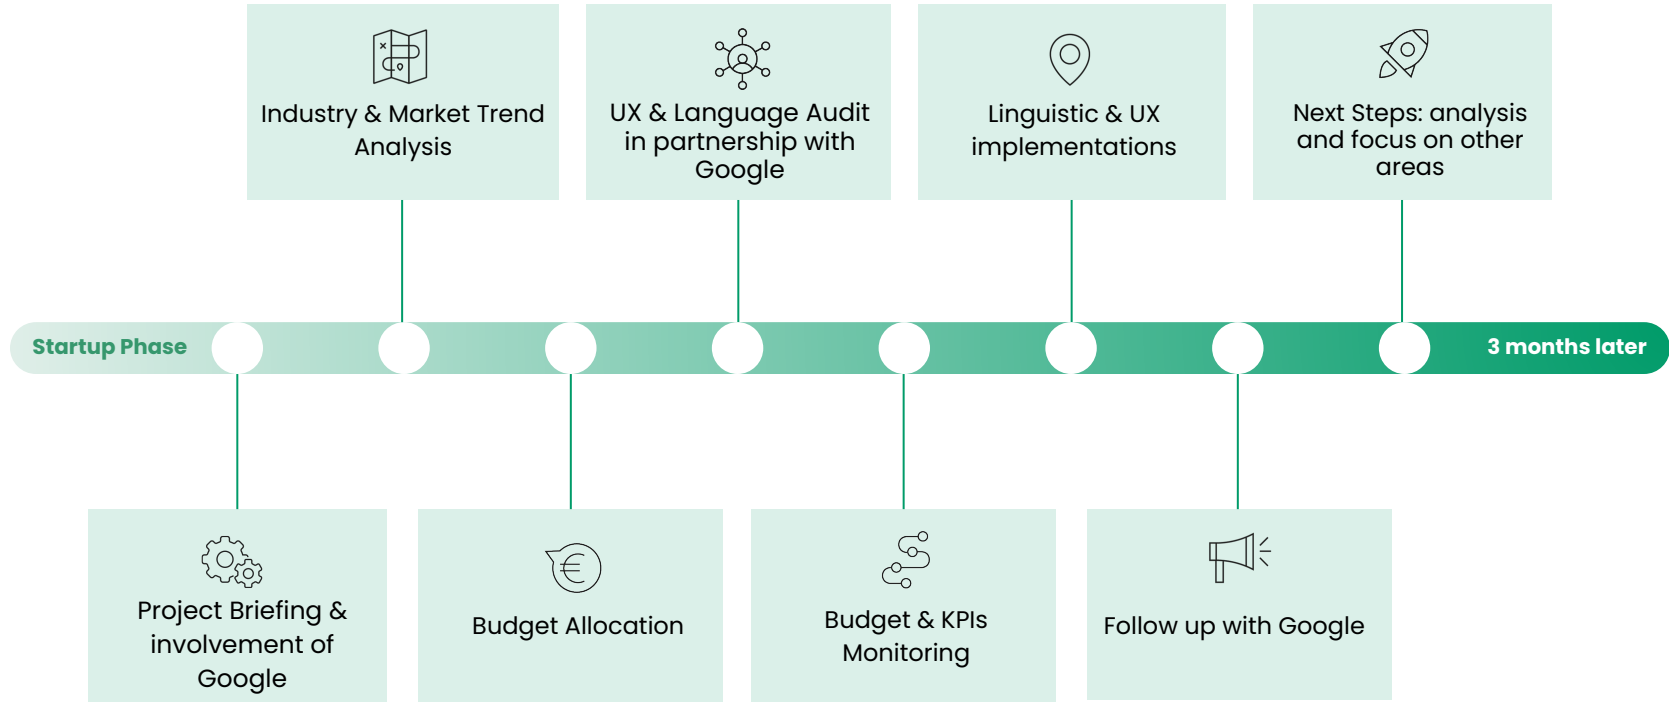 Industry & Market Trend
Analysis
UX & Language Audit
in partnership with
Google
Linguistic & UX
implementations
Next Steps: analysis
and focus on other
areas
Startup Phase
3 months later
Project Briefing &
involvement of
Google
Budget Allocation
Budget & KPIs
Monitoring
Follow up with Google